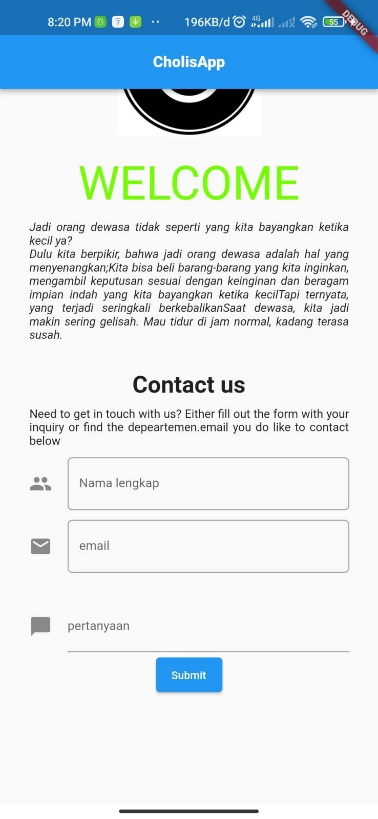 8:20 PM
196KB/d
4G
55
DEBUG
CholisApp
WELCOME
Jadi orang dewasa tidak seperti yang kita bayangkan ketika
kecil ya?
Dulu kita berpikir, bahwa jadi orang dewasa adalah hal yang
menyenangkan;Kita bisa beli barang-barang yang kita inginkan,
mengambil keputusan sesuai dengan keinginan dan beragam
impian indah yang kita bayangkan ketika kecilTapi ternyata,
yang terjadi seringkali berkebalikanSaat dewasa, kita jadi
makin sering gelisah. Mau tidur di jam normal, kadang terasa
susah.
Contact us
Need to get in touch with us? Either fill out the form with your
inquiry or find the depeartemen.email you do like to contact
below
Nama lengkap
email
pertanyaan
Submit